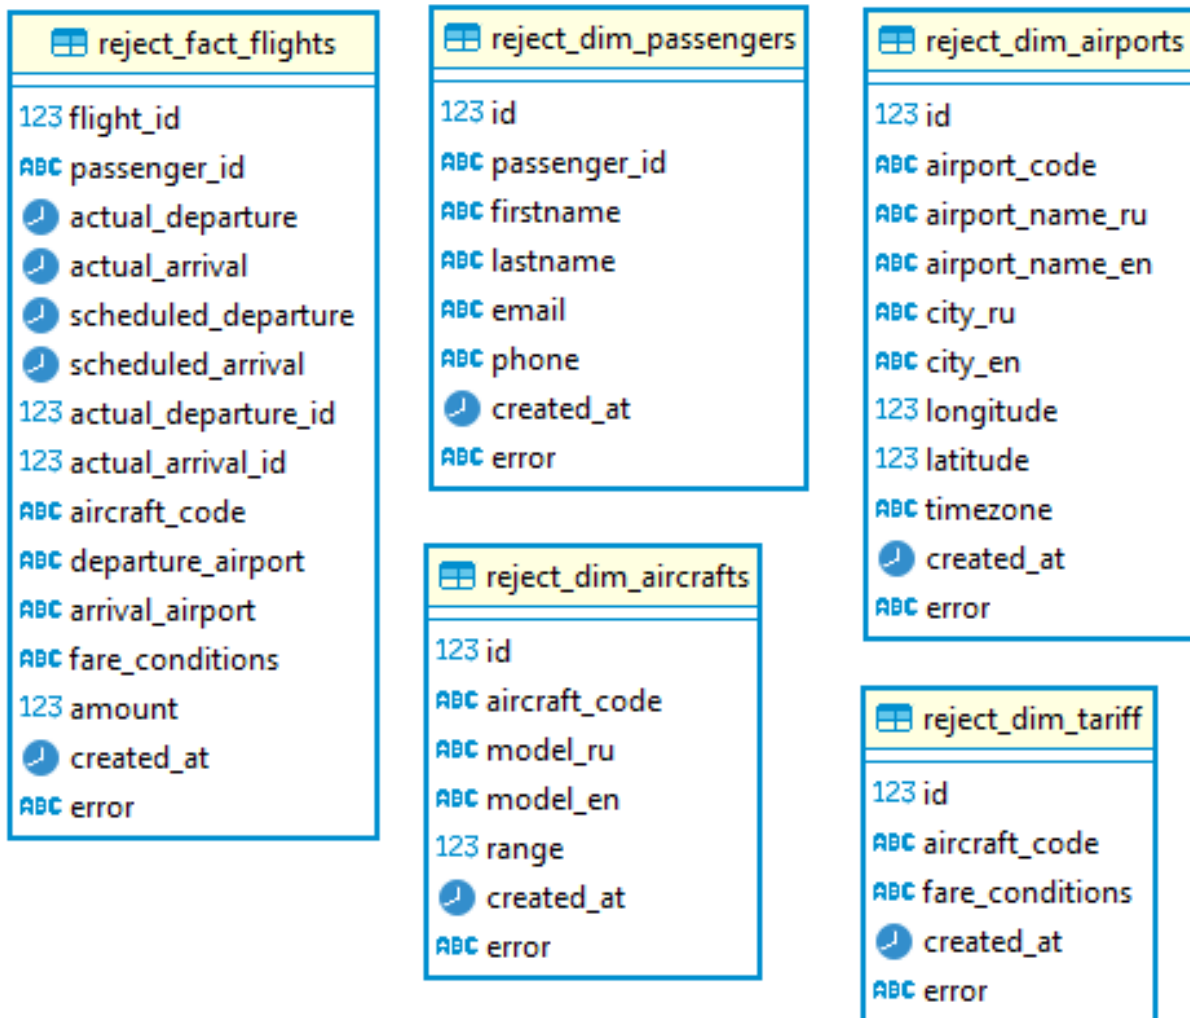 reject_fact_flights
123 flight_id
ABC passenger_id
actual_departure
actual_arrival
scheduled_departure
scheduled_arrival
123 actual_departure_id
123 actual_arrival_id
ABC aircraft_code
ABC departure_airport
ABC arrival_airport
ABC fare_conditions
123 amount
created_at
ABC error
reject_dim_passengers
123 id
ABC passenger_id
ABC firstname
ABC lastname
ABC email
ABC phone
created_at
ABC error
reject_dim_aircrafts
123 id
ABC aircraft_code
ABC model_ru
ABC model_en
123 range
created_at
ABC error
reject_dim_airports
123 id
ABC airport_code
ABC airport_name_ru
ABC airport_name_en
ABC city_ru
ABC city_en
123 longitude
123 latitude
ABC timezone
created_at
ABC error
reject_dim_tariff
123 id
ABC aircraft_code
ABC fare_conditions
created_at
ABC error